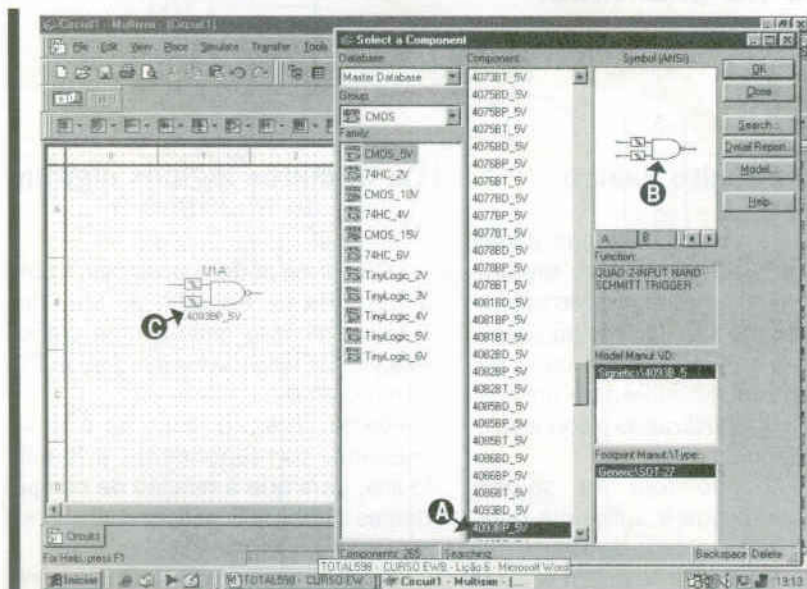 Circuit1 - Multisim - [Circuit1]
File Edit View Place Simulate Transfer Tools
Select a Component
Database:
Master Database
Group:
CMOS
Family:
CMOS_5V
74HC_2V
CMOS_10V
74HC_4V
CMOS_15V
74HC_6V
TinyLogic_2V
TinyLogic_3V
TinyLogic_4V
TinyLogic_5V
TinyLogic_6V
Component:
4073BT_5V
4075BD_5V
4075BP_5V
4075BT_5V
4076BD_5V
4076BP_5V
4076BT_5V
4077BD_5V
4077BP_5V
4077BT_5V
4078BD_5V
4078BP_5V
4078BT_5V
4081BD_5V
4081BP_5V
4081BT_5V
4082BD_5V
4082BP_5V
4082BT_5V
4085BD_5V
4085BP_5V
4085BT_5V
4086BD_5V
4086BP_5V
4086BT_5V
4093BD_5V
4093BP_5V
A
Symbol (ANSI)
B
A B
Function:
QUAD 2-INPUT NAND
SCHMITT TRIGGER
Model Manuf.\ID:
Signetics\4093B_5
Footprint Manuf.\Type:
Generic\SOT-27
OK
Close
Search...
Detail Report...
Model...
Help
U1A
4093BP_5V
C
A
B
C
D
Circuit1
For Help, press F1
Components: 265
Searching:
Backspace Delete
TOTAL598 - CURSO EWB - Lição 5 - Microsoft Word
Iniciar
TOTAL598 - CURSO EW...
Circuit1 - Multisim - [...
19:13